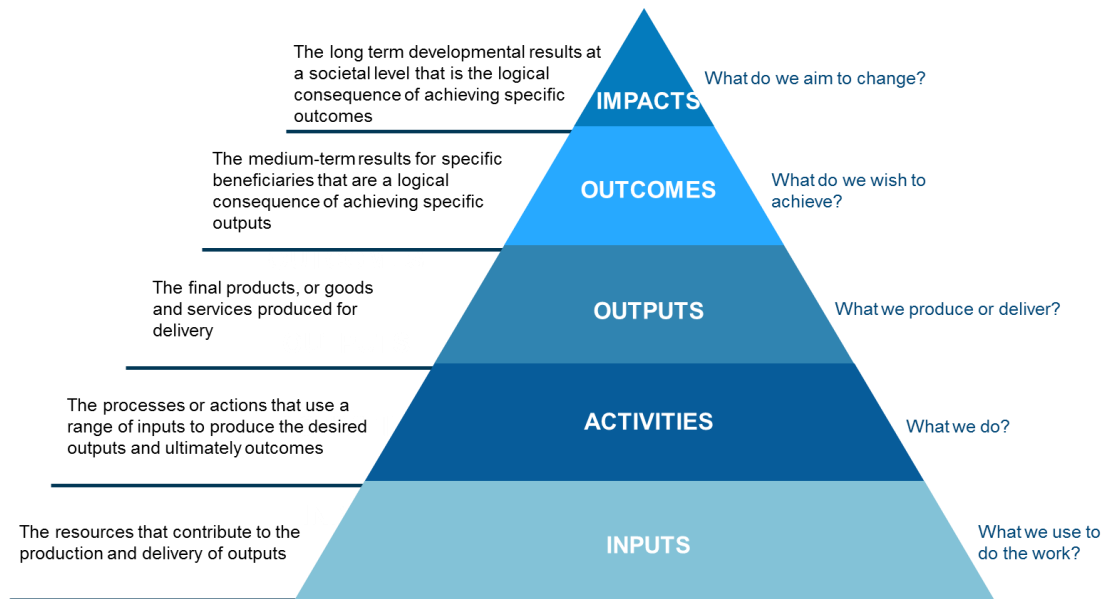 The long term developmental results at
a societal level that is the logical
consequence of achieving specific
outcomes
IMPACTS
What do we aim to change?
The medium-term results for specific
beneficiaries that are a logical
consequence of achieving specific
outputs
OUTCOMES
What do we wish to
achieve?
The final products, or goods
and services produced for
delivery
OUTPUTS
What we produce or deliver?
The processes or actions that use a
range of inputs to produce the desired
outputs and ultimately outcomes
ACTIVITIES
What we do?
The resources that contribute to the
production and delivery of outputs
INPUTS
What we use to
do the work?